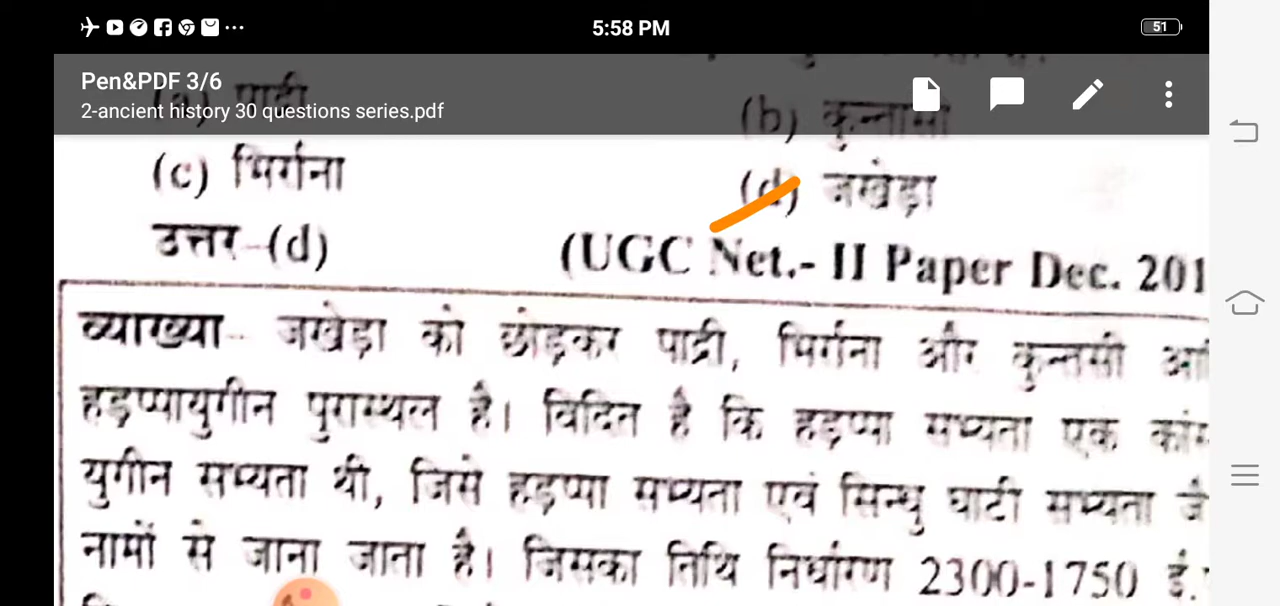 5:58 PM
51
Pen&PDF 3/6
2-ancient history 30 questions series.pdf
(a) पाद्री
(b) कुन्तासी
(c) भिर्राना
(d) जखेड़ा
उत्तर–(d)
(UGC Net.- II Paper Dec. 201
व्याख्या– जखेड़ा को छोड़कर पाद्री, भिर्राना और कुन्तसी
हड़प्पायुगीन पुरास्थल है। विदित है कि हड़प्पा सभ्यता एक
युगीन सभ्यता थी, जिसे हड़प्पा सभ्यता एवं सिन्धु घाटी सभ्यता
नामों से जाना जाता है। जिसका तिथि निर्धारण 2300-1750 ई.